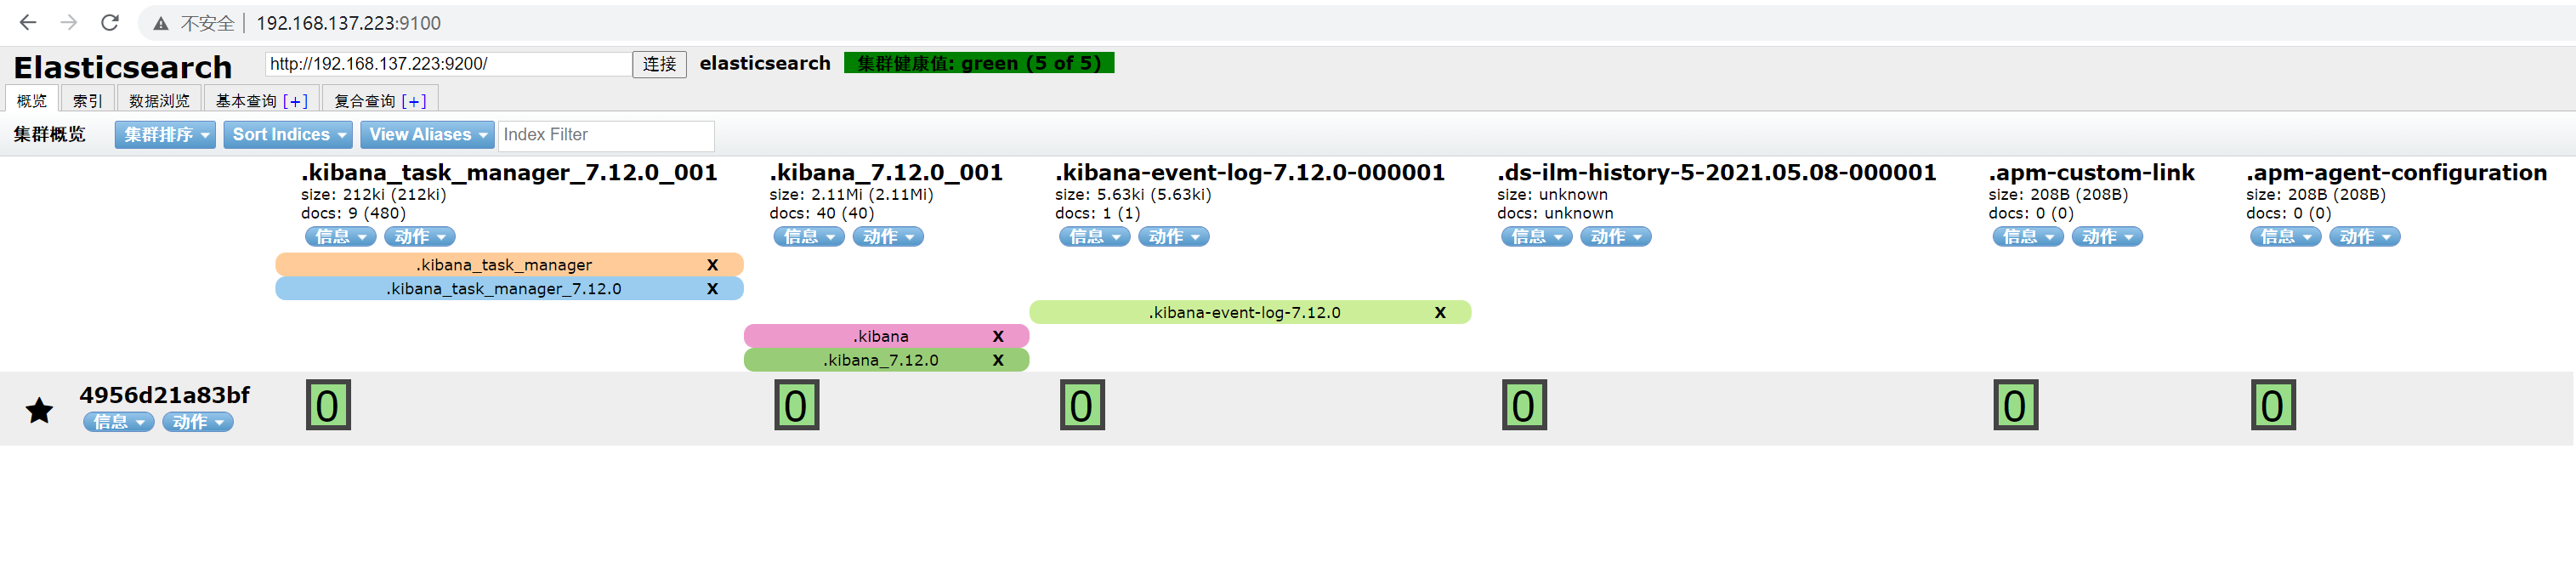 不安全 | 192.168.137.223:9100
Elasticsearch http://192.168.137.223:9200/ 连接 elasticsearch 集群健康值: green (5 of 5)
概览 索引 数据浏览 基本查询 [+] 复合查询 [+]
集群概览 集群排序 Sort Indices View Aliases Index Filter
.kibana_task_manager_7.12.0_001
size: 212ki (212ki)
docs: 9 (480)
信息 动作
.kibana_7.12.0_001
size: 2.11Mi (2.11Mi)
docs: 40 (40)
信息 动作
.kibana-event-log-7.12.0-000001
size: 5.63ki (5.63ki)
docs: 1 (1)
信息 动作
.ds-ilm-history-5-2021.05.08-000001
size: unknown
docs: unknown
信息 动作
.apm-custom-link
size: 208B (208B)
docs: 0 (0)
信息 动作
.apm-agent-configuration
size: 208B (208B)
docs: 0 (0)
信息 动作
.kibana_task_manager X
.kibana_task_manager_7.12.0 X
.kibana-event-log-7.12.0 X
.kibana X
.kibana_7.12.0 X
4956d21a83bf
信息 动作
0 0 0 0 0 0